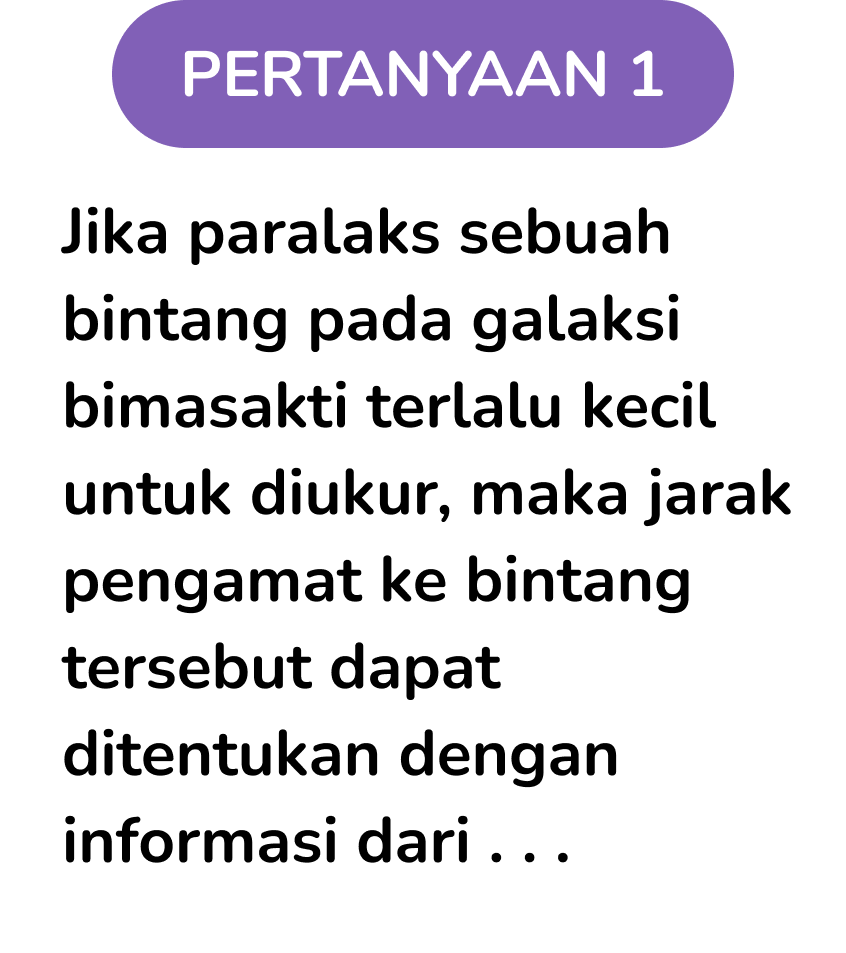 PERTANYAAN 1
Jika paralaks sebuah
bintang pada galaksi
bimasakti terlalu kecil
untuk diukur, maka jarak
pengamat ke bintang
tersebut dapat
ditentukan dengan
informasi dari . . .